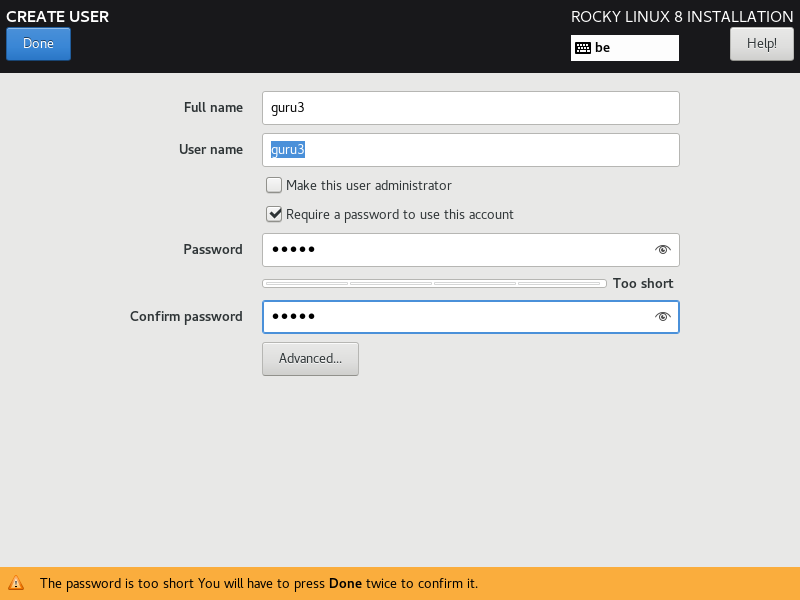 CREATE USER
ROCKY LINUX 8 INSTALLATION
Done
be
Help!
Full name
guru3
User name
guru3
Make this user administrator
Require a password to use this account
Password
●●●●●
Too short
Confirm password
●●●●●
Advanced...
The password is too short You will have to press Done twice to confirm it.